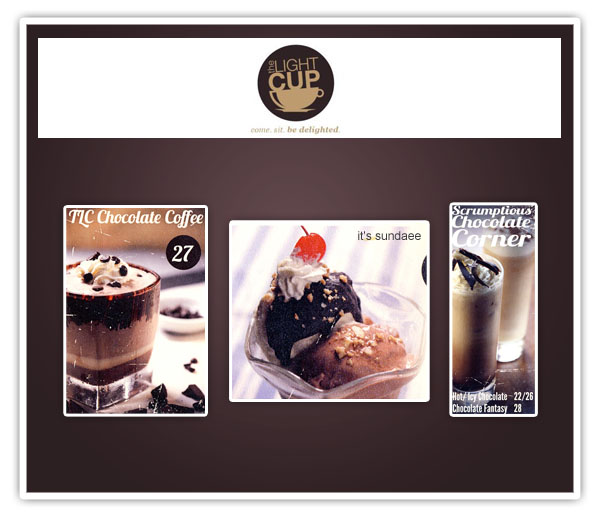 the LIGHT
CUP
come. sit. be delighted.
TLC Chocolate Coffee
27
it's sundaee
Scrumptious
Chocolate
Corner
Hot/ Icy Chocolate 22/26
Chocolate Fantasy 28